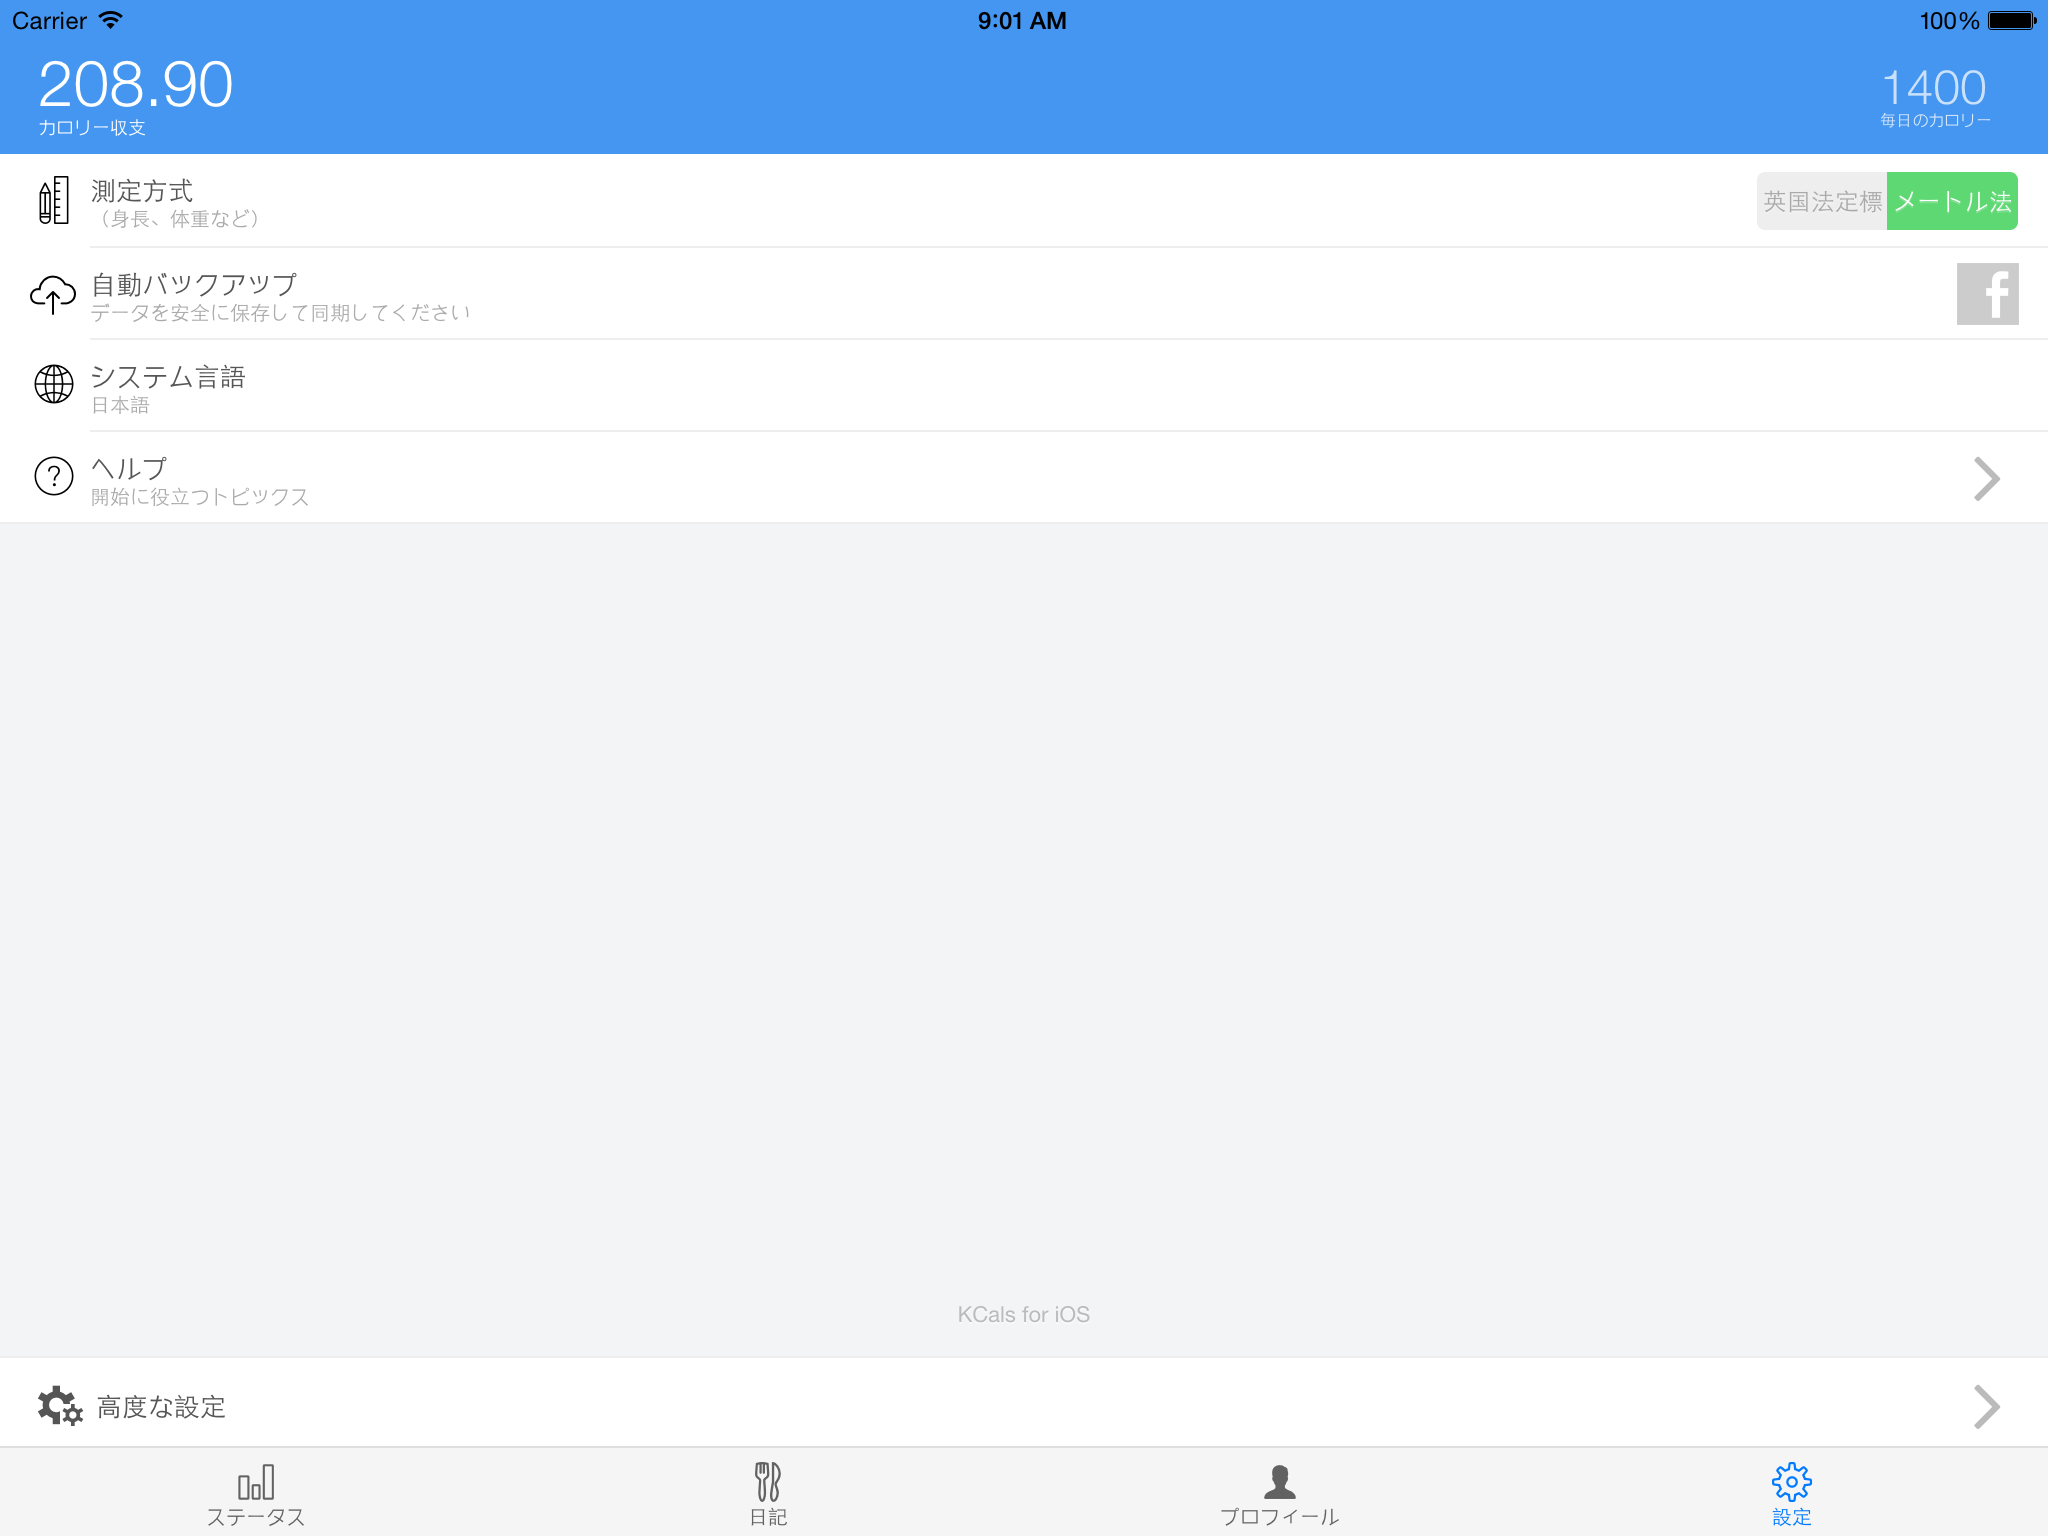 Carrier 9:01 AM 100%
208.90
カロリー収支
1400
毎日のカロリー
測定方式
（身長、体重など）
英国法定標 メートル法
自動バックアップ
データを安全に保存して同期してください
f
システム言語
日本語
ヘルプ
開始に役立つトピックス
KCals for iOS
高度な設定
ステータス 日記 プロフィール 設定